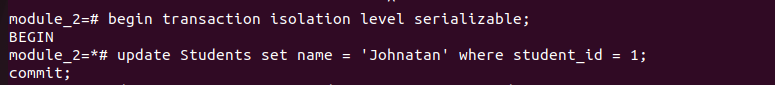 module_2=# begin transaction isolation level serializable;
BEGIN
module_2=*# update Students set name = 'Johnatan' where student_id = 1;
commit;